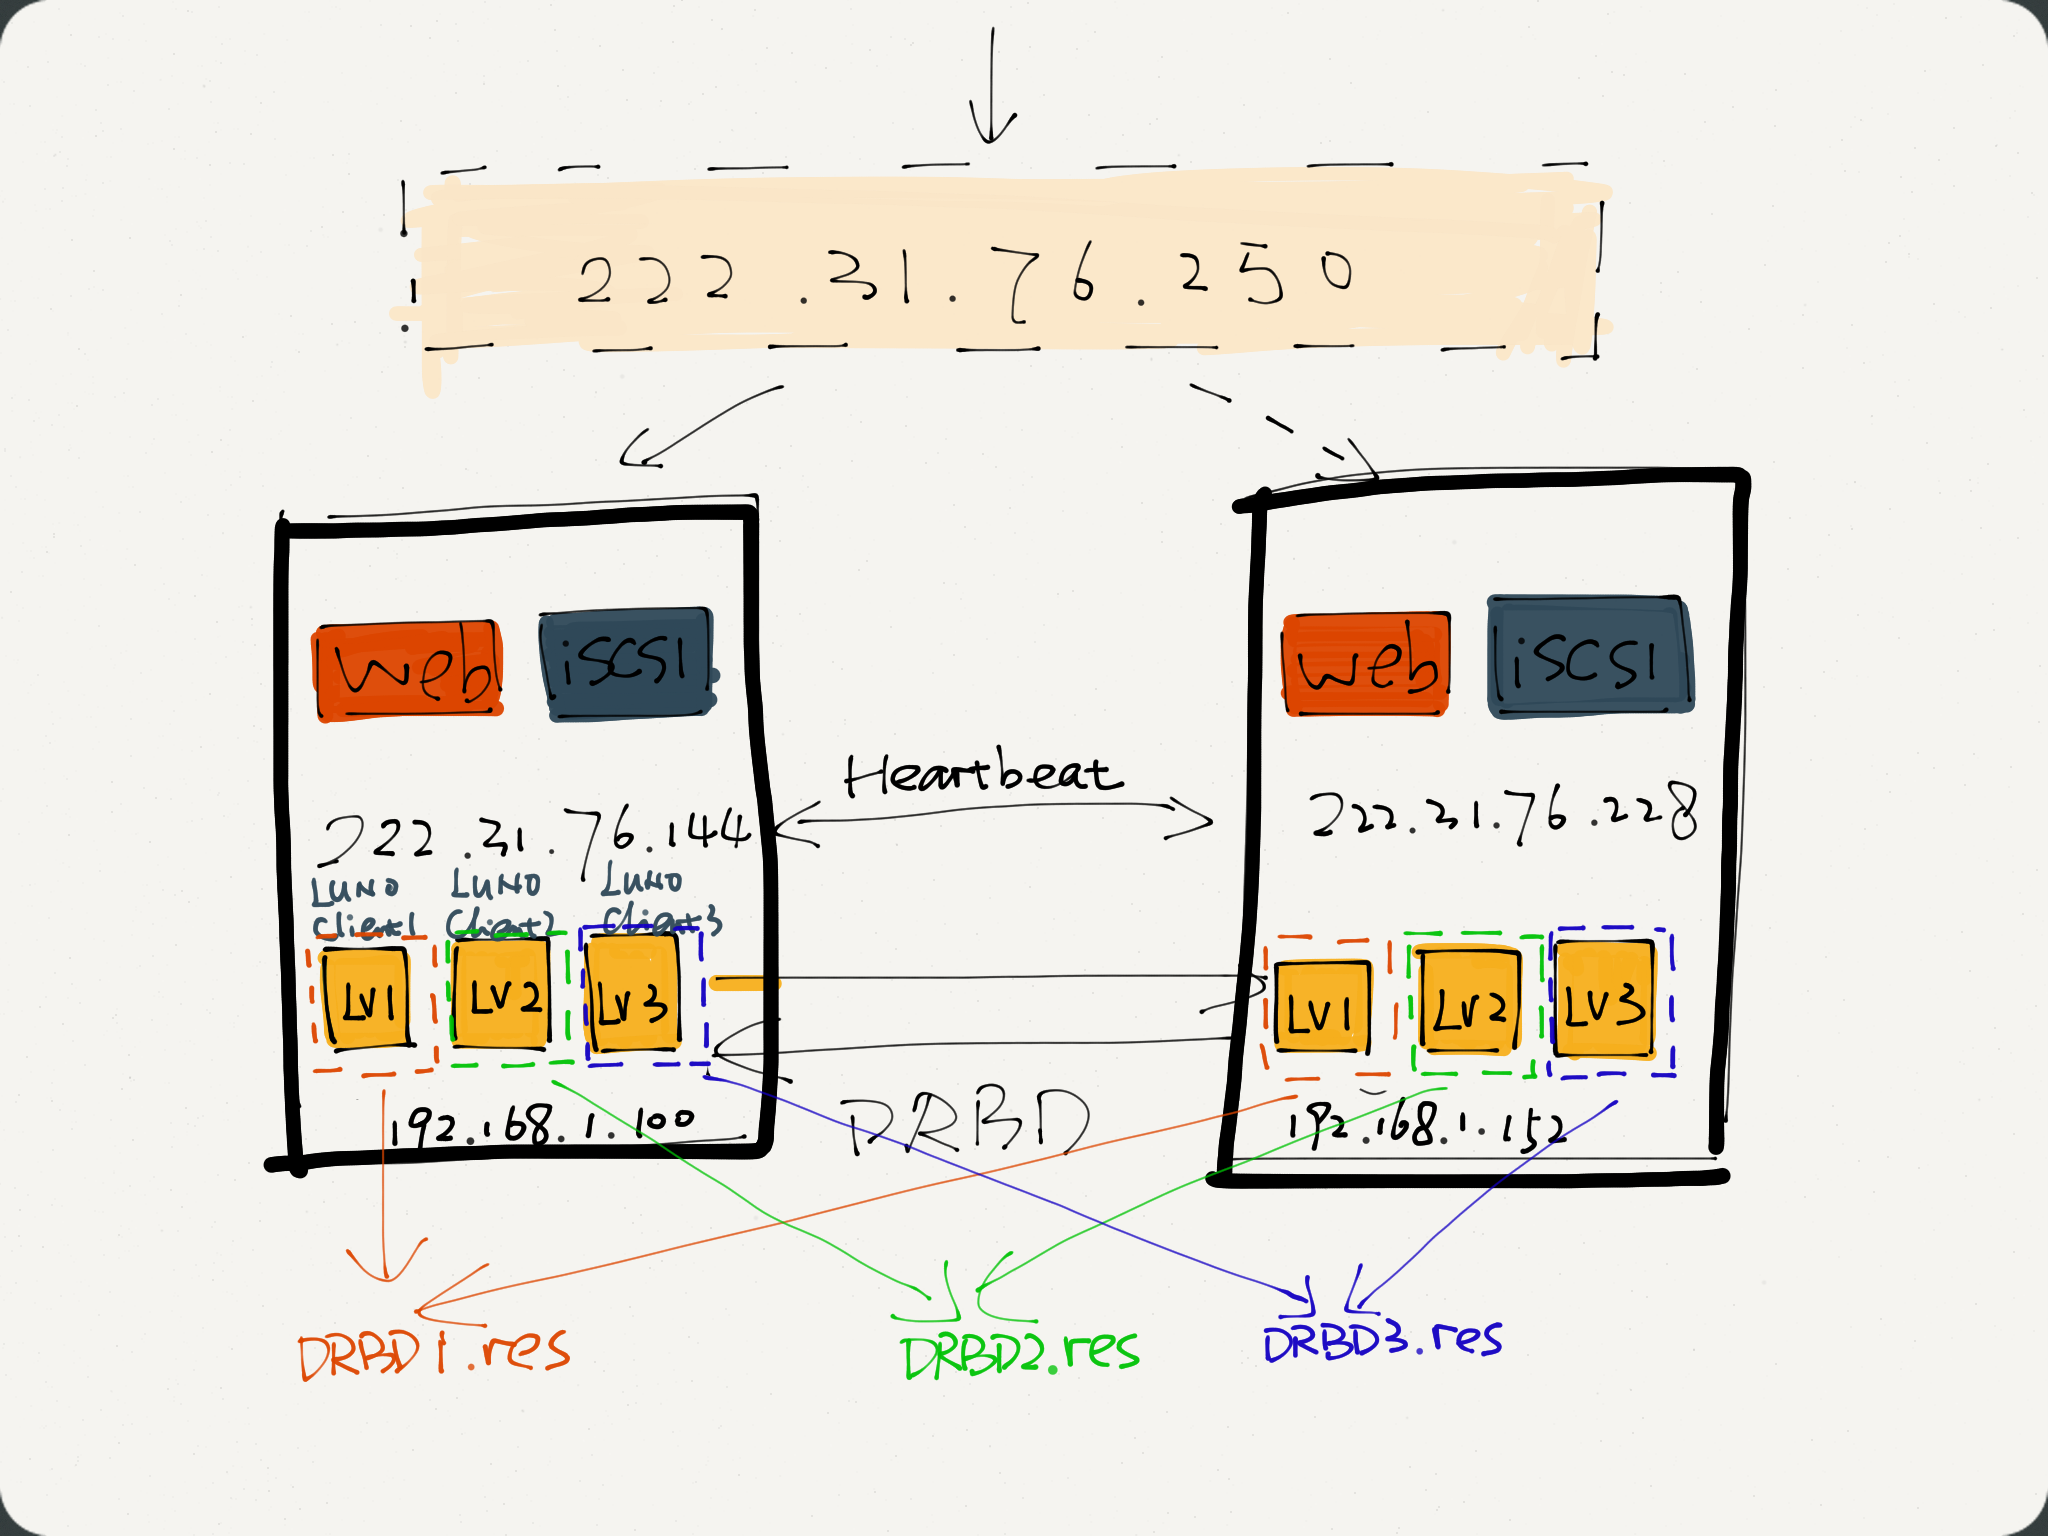 222.31.76.250
Web
iSCSI
222.31.76.144
LUN0
Client1
LUN0
Client2
LUN0
Client3
LV1
LV2
LV3
192.168.1.100
Heartbeat
DRBD
Web
iSCSI
222.31.76.228
LV1
LV2
LV3
192.168.1.152
DRBD1.res
DRBD2.res
DRBD3.res